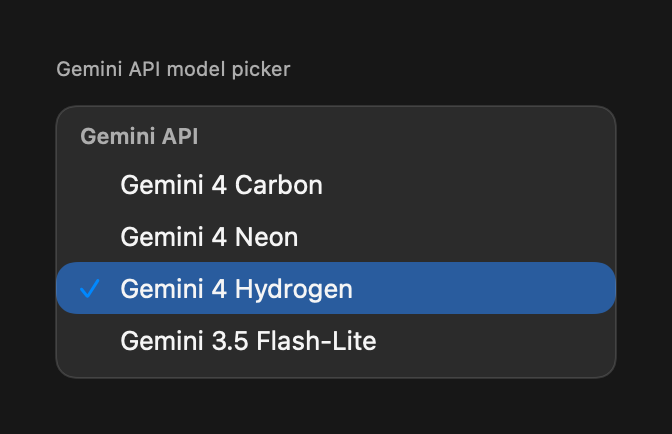 Gemini API model picker
Gemini API
Gemini 4 Carbon
Gemini 4 Neon
Gemini 4 Hydrogen
Gemini 3.5 Flash-Lite